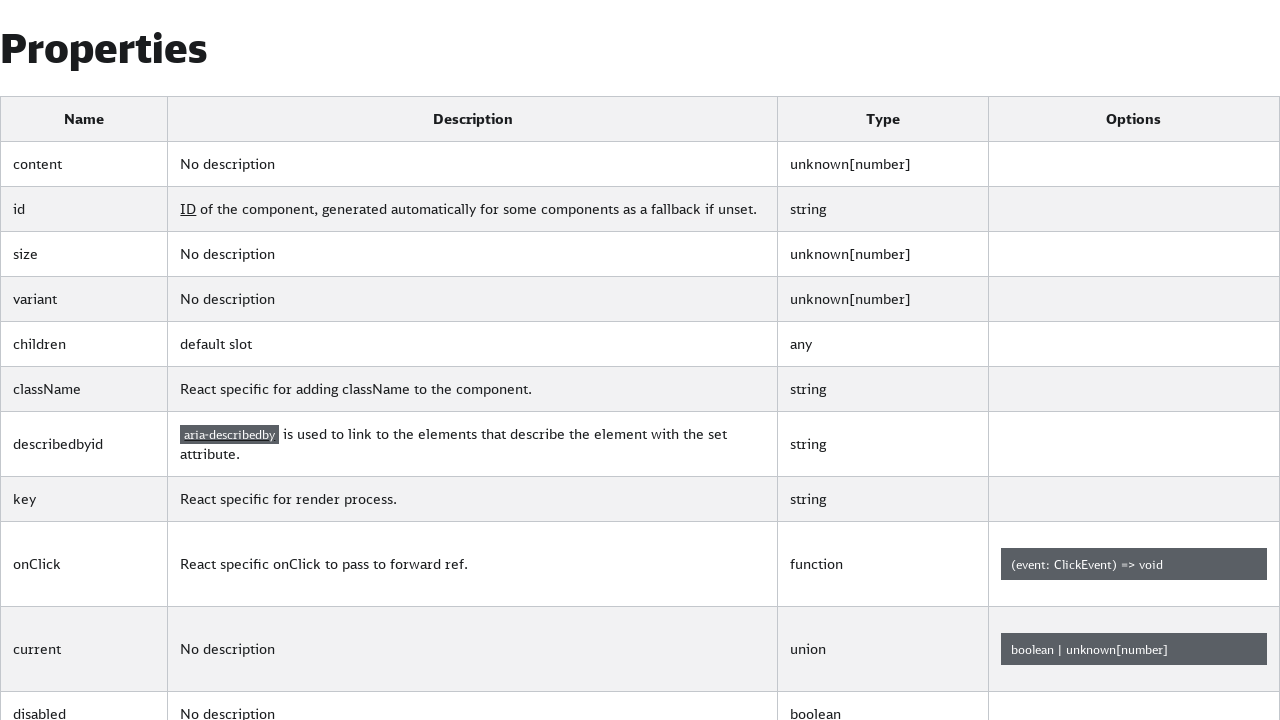 Properties
Name Description Type Options
content No description unknown[number]
id ID of the component, generated automatically for some components as a fallback if unset. string
size No description unknown[number]
variant No description unknown[number]
children default slot any
className React specific for adding className to the component. string
describedbyid aria-describedby is used to link to the elements that describe the element with the set
attribute. string
key React specific for render process. string
onClick React specific onClick to pass to forward ref. function (event: ClickEvent) => void
current No description union boolean | unknown[number]
disabled No description boolean